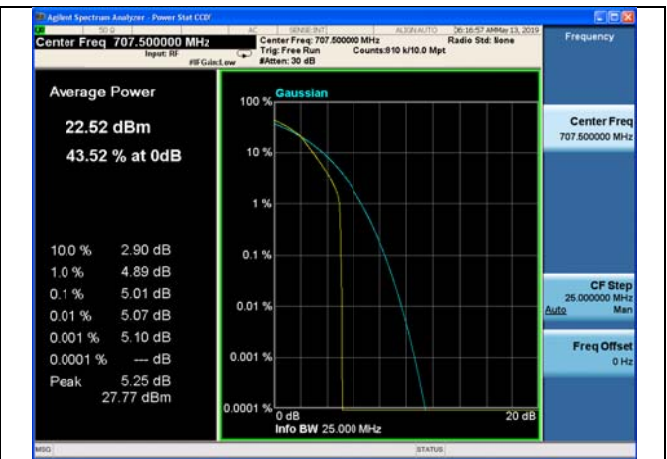 Agilent Spectrum Analyzer - Power Stat CCDF
50 Ω AC SENSE:INT ALIGN AUTO 06:16:57 AM May 13, 2019
Center Freq 707.500000 MHz
Center Freq: 707.500000 MHz
Radio Std: None
Frequency
Input: RF
Trig: Free Run
Counts:810 k/10.0 Mpt
#IFGain:Low
#Atten: 30 dB
Average Power
22.52 dBm
43.52 % at 0dB
10.0 % 2.90 dB
1.0 % 4.89 dB
0.1 % 5.01 dB
0.01 % 5.07 dB
0.001 % 5.10 dB
0.0001 % --- dB
Peak 5.25 dB
27.77 dBm
Gaussian
100 %
10 %
1 %
0.1 %
0.01 %
0.001 %
0.0001 %
0 dB
20 dB
Info BW 25.000 MHz
Center Freq
707.500000 MHz
CF Step
25.000000 MHz
Auto Man
Freq Offset
0 Hz
MSG
STATUS